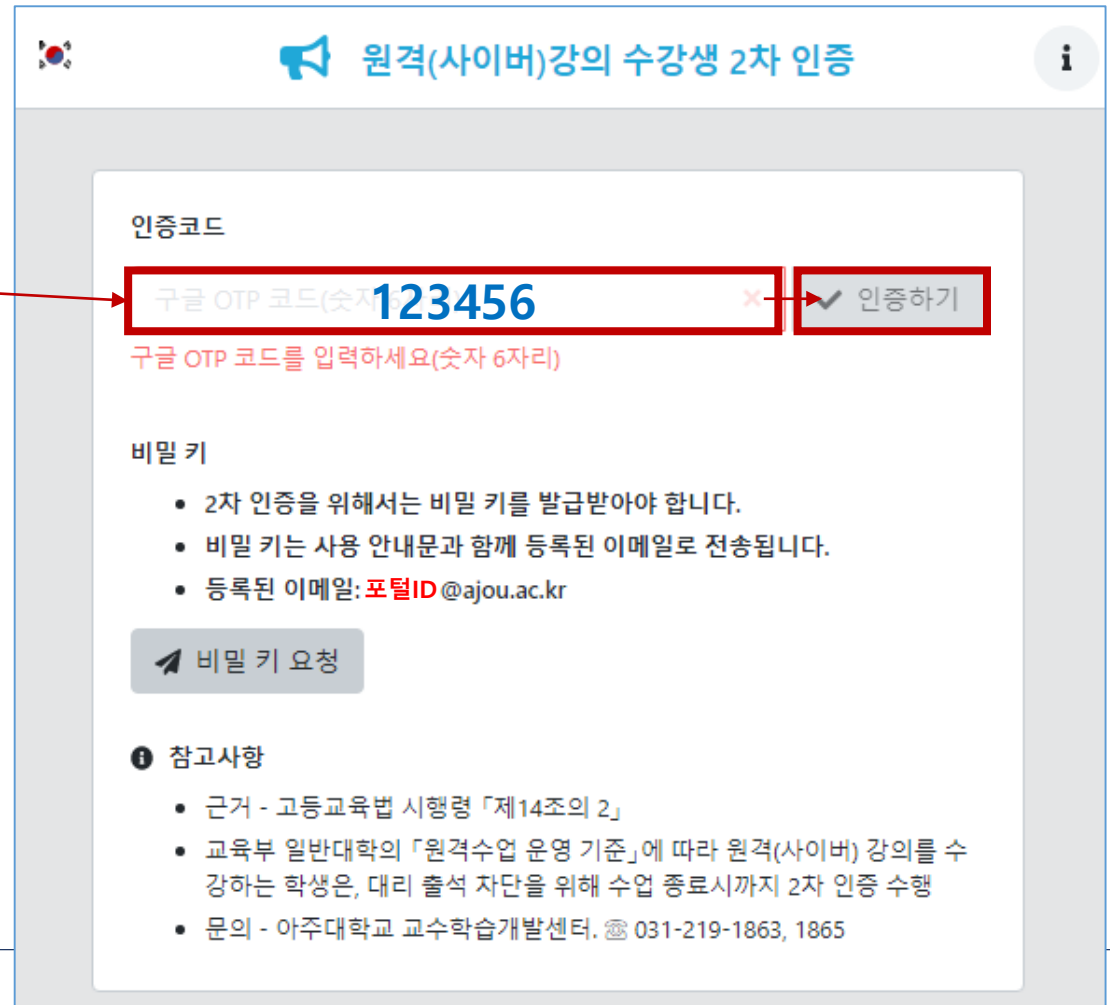 원격(사이버)강의 수강생 2차 인증
i
인증코드
구글 OTP 코드(숫자
123456
인증하기
구글 OTP 코드를 입력하세요(숫자 6자리)
비밀 키
• 2차 인증을 위해서는 비밀 키를 발급받아야 합니다.
• 비밀 키는 사용 안내문과 함께 등록된 이메일로 전송됩니다.
• 등록된 이메일: 포털ID@ajou.ac.kr
비밀 키 요청
참고사항
• 근거 - 고등교육법 시행령 「제14조의 2」
• 교육부 일반대학의 「원격수업 운영 기준」에 따라 원격(사이버) 강의를 수
강하는 학생은, 대리 출석 차단을 위해 수업 종료시까지 2차 인증 수행
• 문의 - 아주대학교 교수학습개발센터. ☏ 031-219-1863, 1865